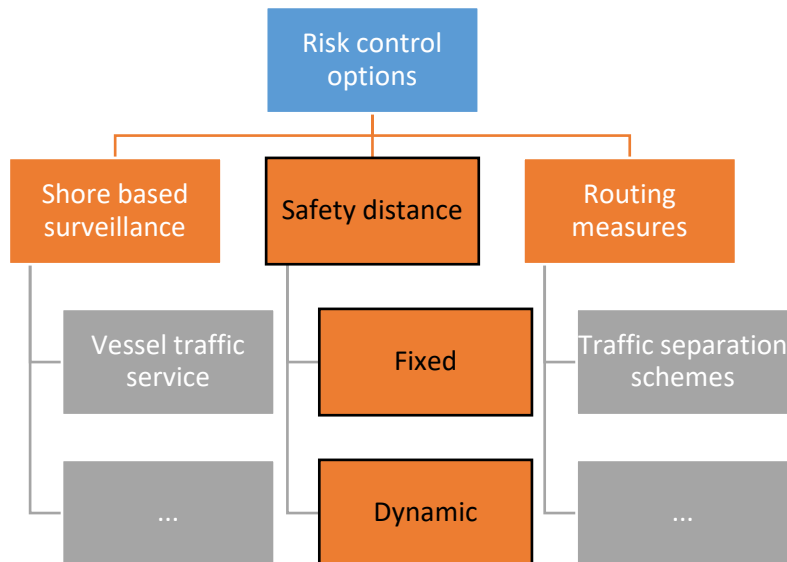 Risk control
options
Shore based
surveillance
Safety distance
Routing
measures
Vessel traffic
service
Fixed
Traffic separation
schemes
...
Dynamic
...